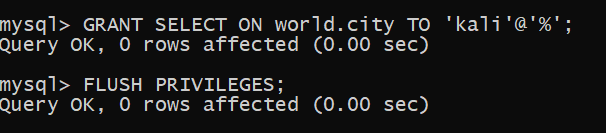 mysql> GRANT SELECT ON world.city TO 'kali'@'%';
Query OK, 0 rows affected (0.00 sec)
mysql> FLUSH PRIVILEGES;
Query OK, 0 rows affected (0.00 sec)